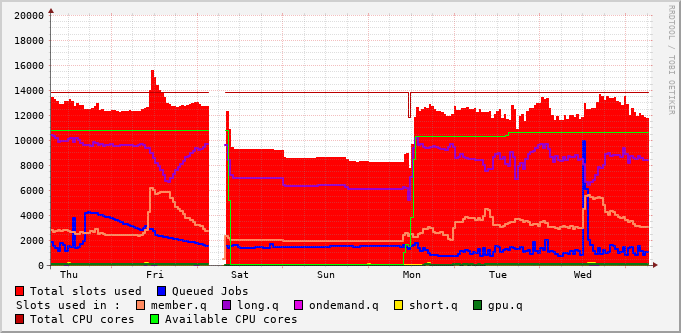 20000
18000
16000
14000
12000
10000
8000
6000
4000
2000
0
Thu Fri Sat Sun Mon Tue Wed
RRDTOOL / TOBI OETIKER
Total slots used Queued Jobs
Slots used in : member.q long.q ondemand.q short.q gpu.q
Total CPU cores Available CPU cores